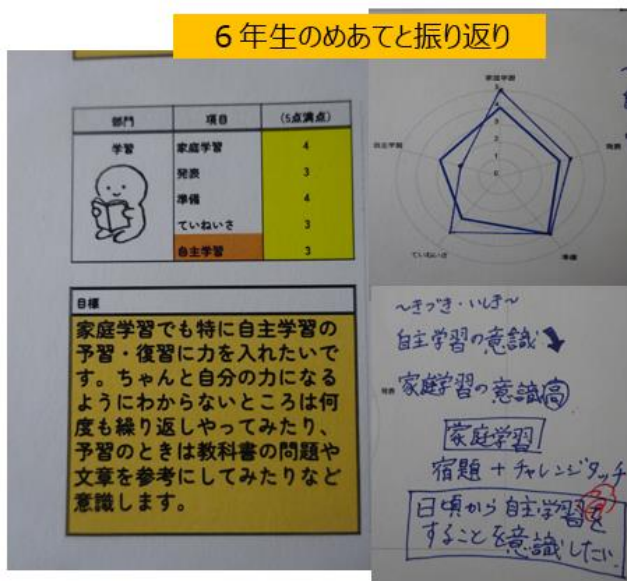 6年生のめあてと振り返り
部門 項目 (5点満点)
学習 家庭学習 4
発表 3
準備 4
ていねいさ 3
自主学習 3
目標
家庭学習でも特に自主学習の
予習・復習に力を入れたいで
す。ちゃんと自分の力になる
ようにわからないところは何
度も繰り返しやってみたり、
予習のときは教科書の問題や
文章を参考にしてみたりなど
意識します。
家庭学習
5
4
3
2
1
0
自主学習
発表
ていねいさ
準備
～きづき・いしき～
自主学習の意識
発表
家庭学習の意識高
家庭学習
宿題+チャレンジタッチ
日頃から自主学習を
することを意識したい。